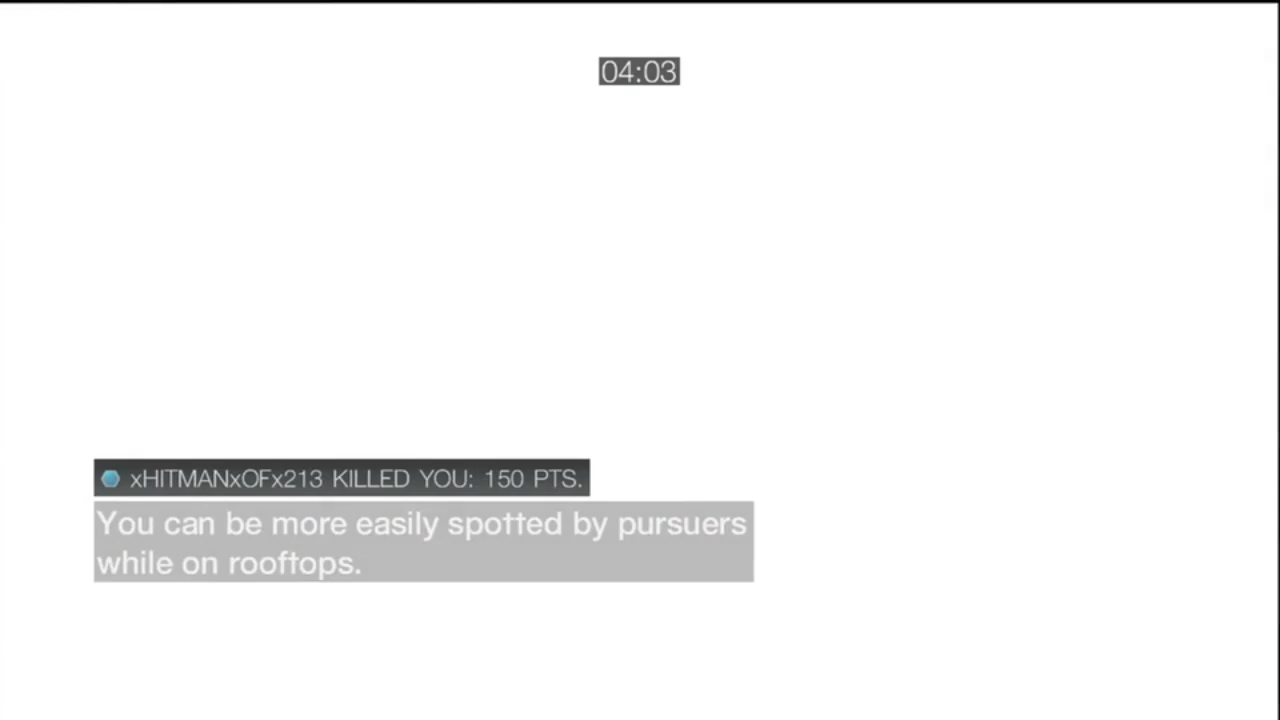 04:03
xHITMANxOFx213 KILLED YOU: 150 PTS.
You can be more easily spotted by pursuers
while on rooftops.